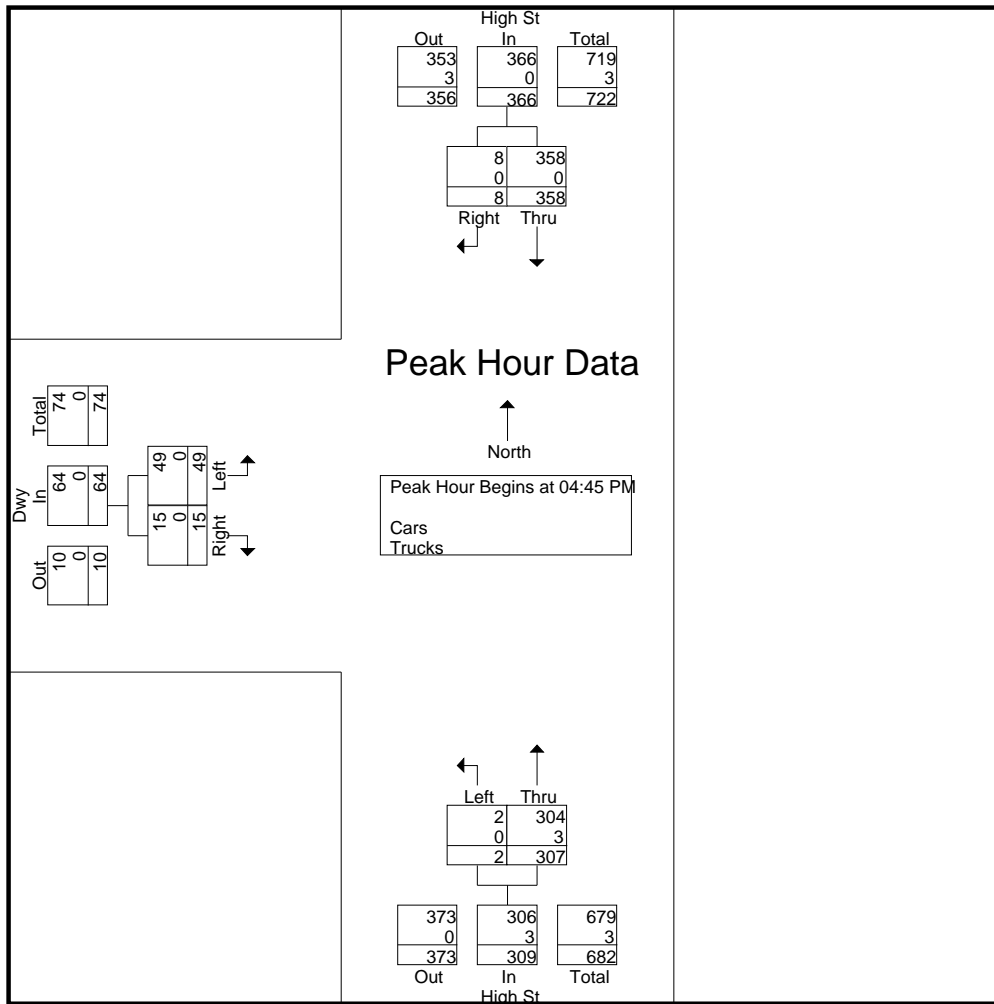 High St
Out In Total
353 366 719
3 0 3
356 366 722
8 358
0 0
8 358
Right Thru
Peak Hour Data
North
Peak Hour Begins at 04:45 PM
Cars
Trucks
Dwy
Out In Total
10 64 74
0 0 0
10 64 74
15 49
0 0
15 49
Right Left
Left Thru
2 304
0 3
2 307
373 306 679
0 3 3
373 309 682
Out In Total
High St